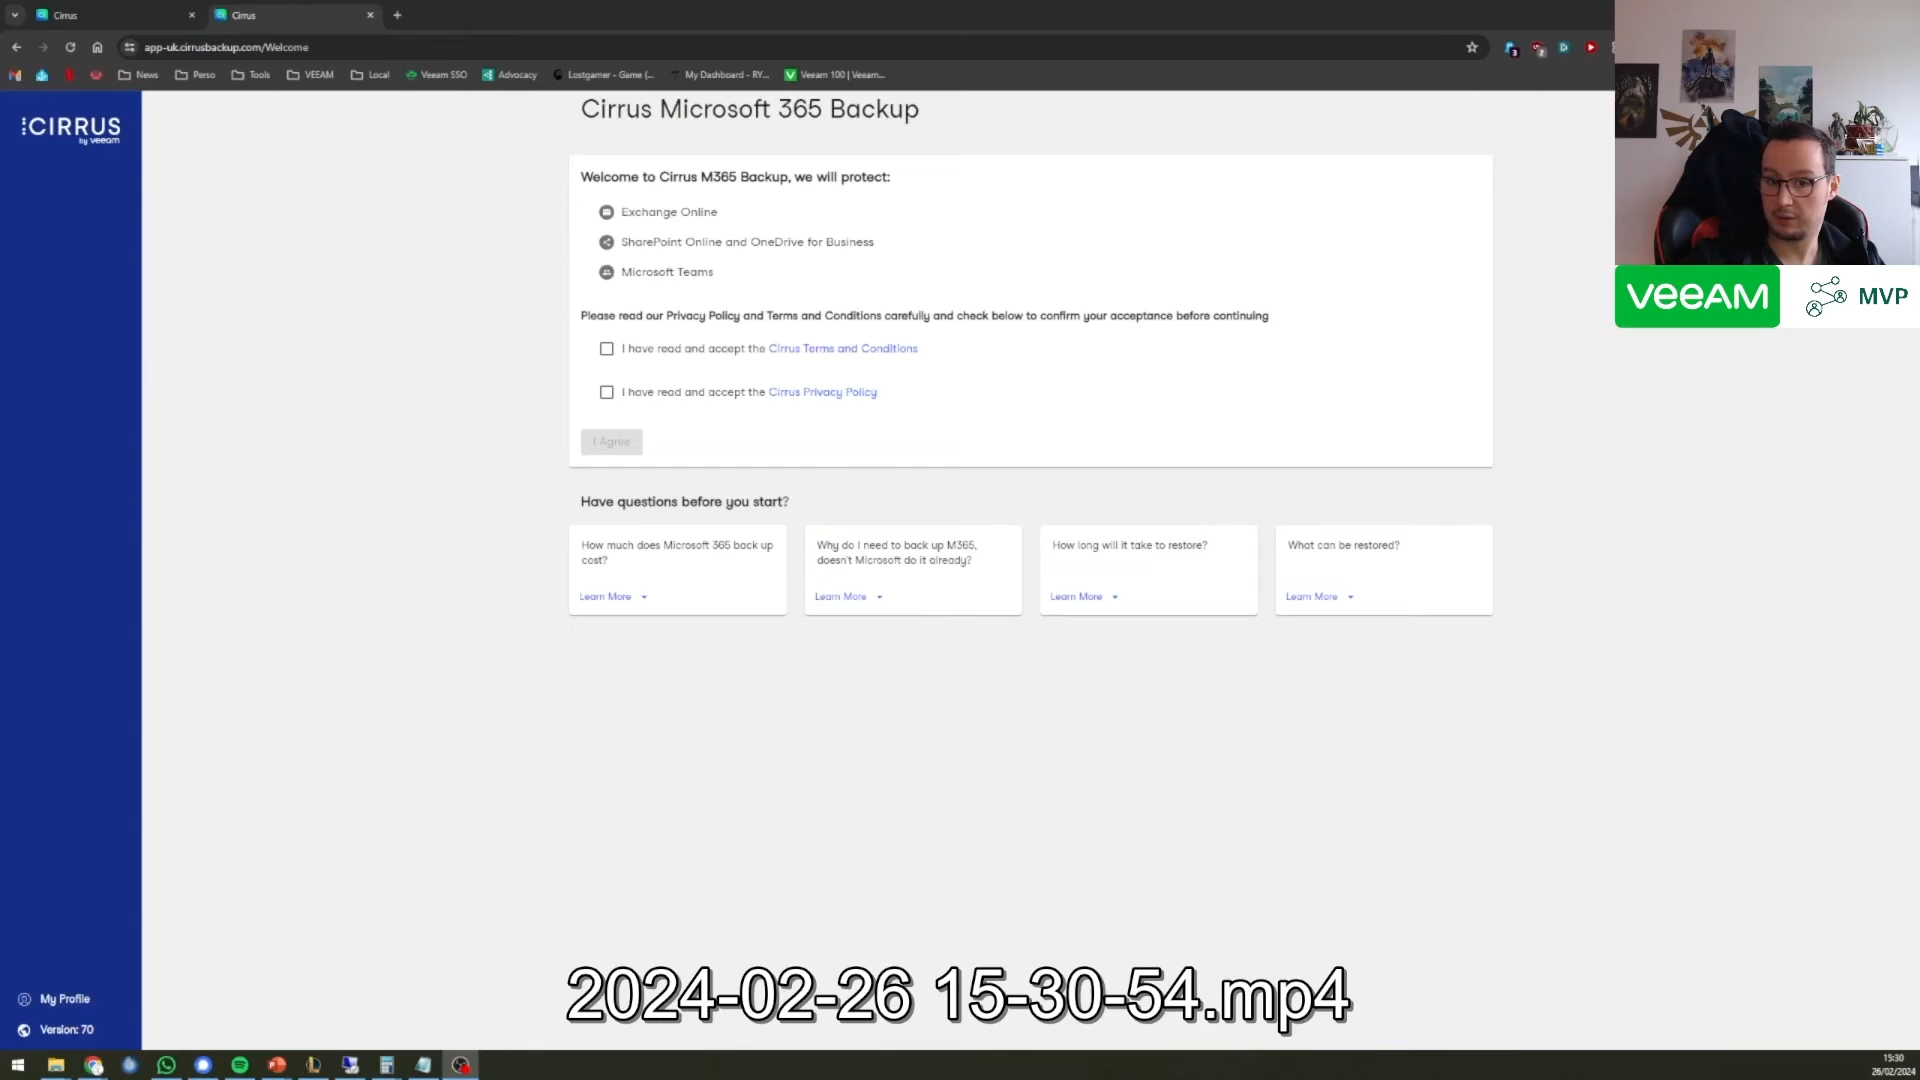 Cirrus
Cirrus
app-uk.cirrusbackup.com/Welcome
3
2
News
Perso
Tools
VEEAM
Local
Veeam SSO
Advocacy
Lostgamer - Game (...
My Dashboard - RY...
Veeam 100 | Veeam...
CIRRUS
by veeam
Cirrus Microsoft 365 Backup
Welcome to Cirrus M365 Backup, we will protect:
Exchange Online
SharePoint Online and OneDrive for Business
Microsoft Teams
Please read our Privacy Policy and Terms and Conditions carefully and check below to confirm your acceptance before continuing
I have read and accept the Cirrus Terms and Conditions
I have read and accept the Cirrus Privacy Policy
I Agree
Have questions before you start?
How much does Microsoft 365 back up
cost?
Learn More
Why do I need to back up M365,
doesn't Microsoft do it already?
Learn More
How long will it take to restore?
Learn More
What can be restored?
Learn More
veeAM
MVP
2024-02-26 15-30-54.mp4
My Profile
Version: 70
15:30
26/02/2024